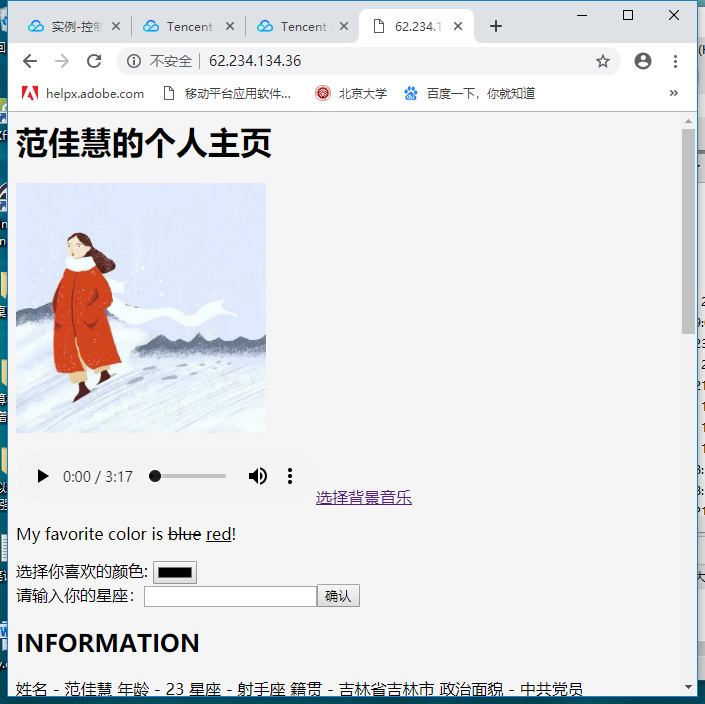 实例-控制
Tencent
Tencent
62.234.1
不安全 | 62.234.134.36
helpx.adobe.com
移动平台应用软件...
北京大学
百度一下，你就知道
»
范佳慧的个人主页
0:00 / 3:17
选择背景音乐
My favorite color is blue red!
选择你喜欢的颜色:
请输入你的星座：
确认
INFORMATION
姓名 - 范佳慧 年龄 - 23 星座 - 射手座 籍贯 - 吉林省吉林市 政治面貌 - 中共党员